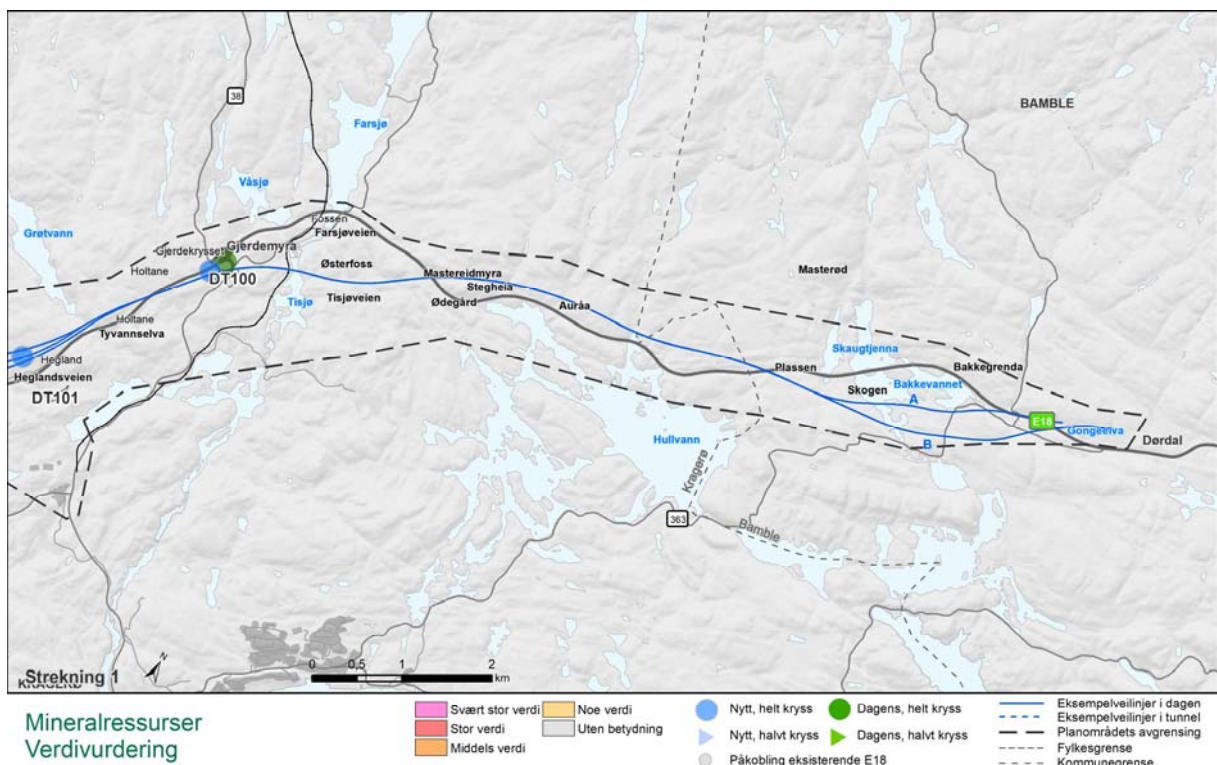 38
Farsjø
BAMBLE
Våsjø
Grøtvann
Fossen
Farsjøveien
Gjerdekrysset
Gjerdemyra
Holtane
DT100
Østerfoss
Mastereidmyra
Masterød
Stegheia
Tisjø
Tisjøveien
Ødegård
Auråa
Holtane
Tyvannselva
Skaugtjenna
Hegland
Plassen
Bakkegrenda
Heglandsveien
Skogen
Bakkevannet
DT101
A
E18
Gongeelva
Dørdal
B
Hullvann
Kragerø
363
Bamble
N
Strekning 1
0 0,5 1 2
km
KRAGERØ
Mineralressurser
Verdivurdering
Svært stor verdi
Stor verdi
Middels verdi
Noe verdi
Uten betydning
Nytt, helt kryss
Nytt, halvt kryss
Påkobling eksisterende E18
Dagens, helt kryss
Dagens, halvt kryss
Eksempelveilinjer i dagen
Eksempelveilinjer i tunnel
Planområdets avgrensing
Fylkesgrense
Kommunegrense